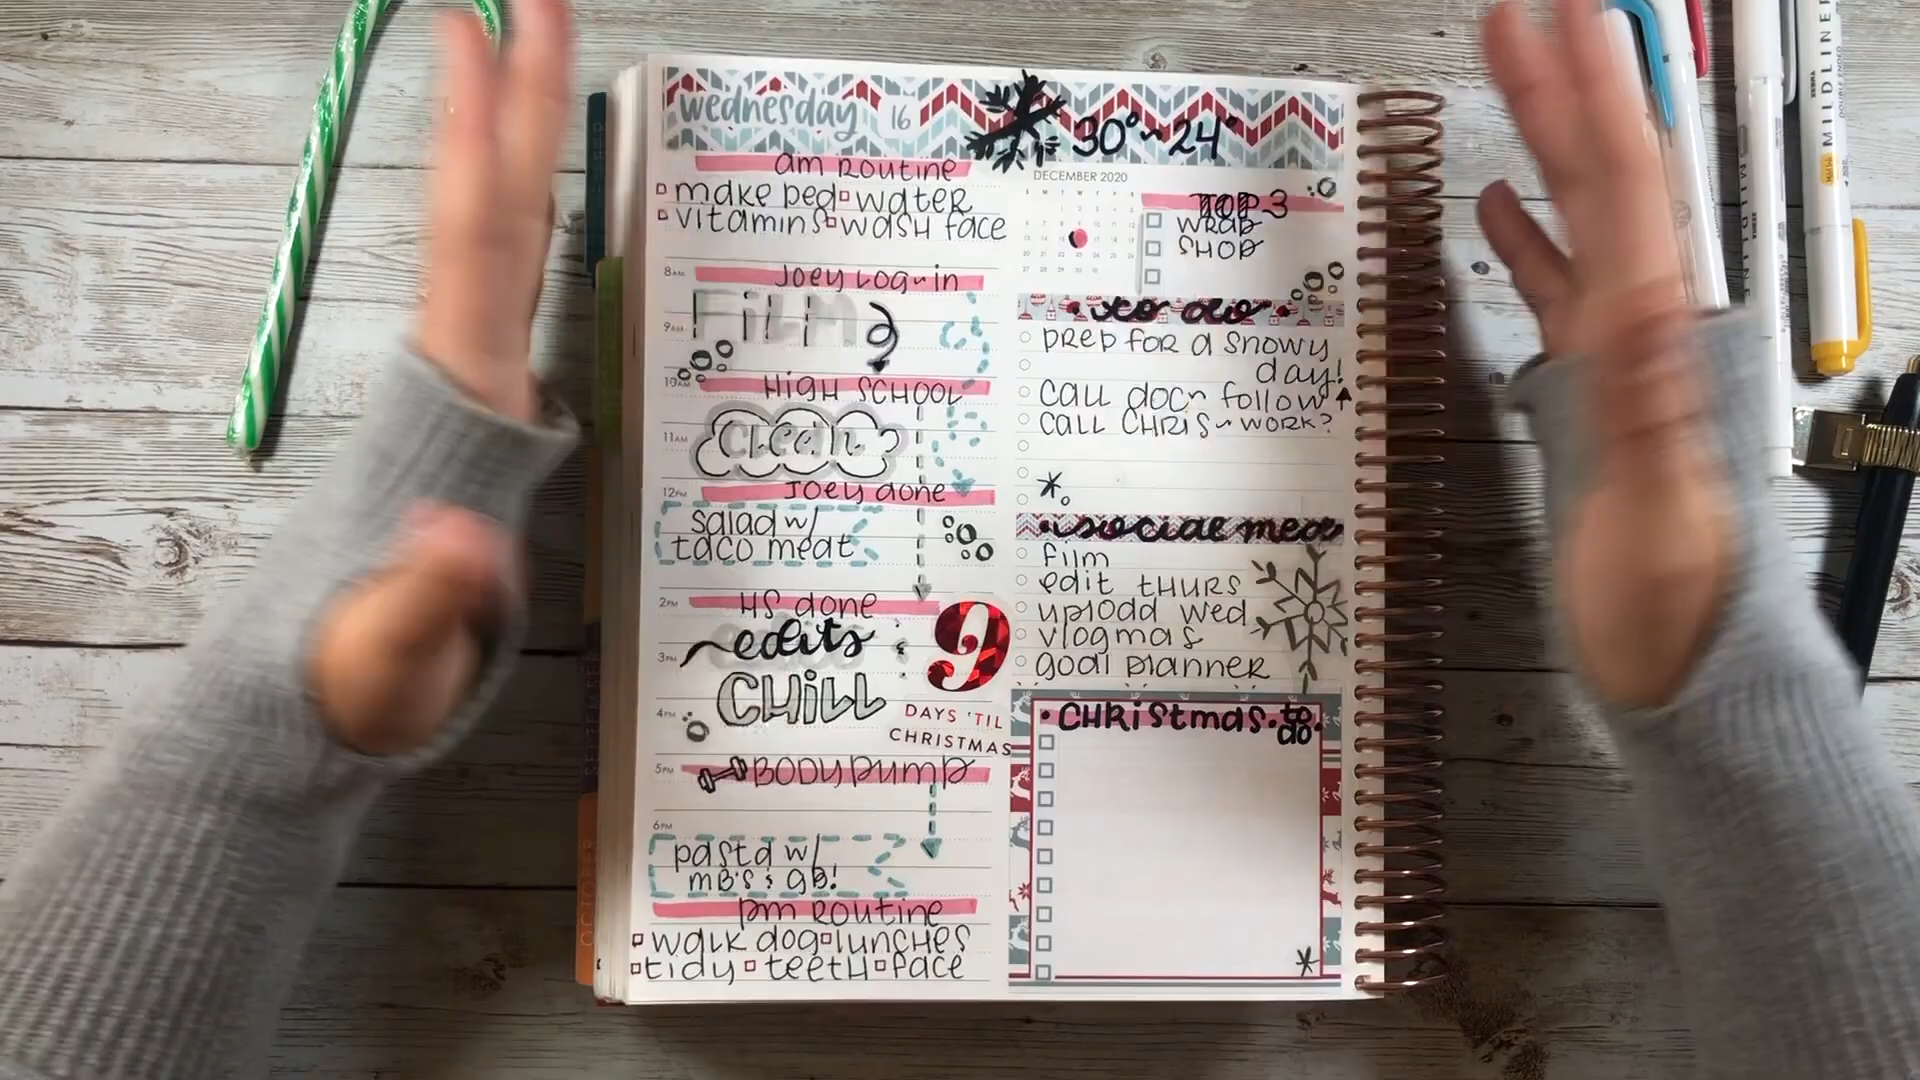 wednesday 16
30° ~ 24°
am Routine
make bed water
vitamins wash face
8AM
Joey Log-in
FiLM
9AM
10AM
HigH SCHOOL
clean
11AM
12PM
Joey done
salad w/
taco meat
2PM
HS done
edits &
3PM
CHiLL
4PM
9
DAYS 'TIL
CHRISTMAS
5PM
BODYPUMP
6PM
pasta w/
MB's & gb!
pm Routine
walk dog lunches
tidy teeth face
DECEMBER 2020
TOP 3
WRAP
SHOP
to do
prep for a snowy
day!
Call doc~ follow
CALL CHRIS ~ WORK?
social med
film
edit THURS
upload wed
vlogmas
goal planner
CHRistmas to
do
OCTOBER
MILDLINER